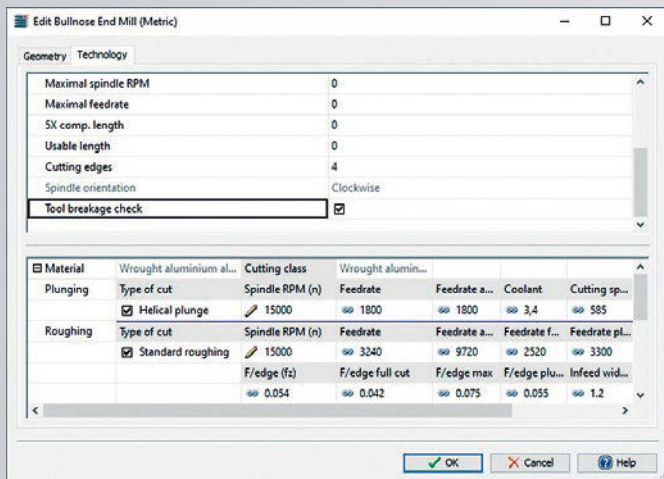 Edit Bullnose End Mill (Metric)
Geometry Technology
Maximal spindle RPM 0
Maximal feedrate 0
5X comp. length 0
Usable length 0
Cutting edges 4
Spindle orientation Clockwise
Tool breakage check
Material Wrought aluminium al... Cutting class Wrought alumin...
Plunging Type of cut Spindle RPM (n) Feedrate Feedrate a... Coolant Cutting sp...
Helical plunge 15000 1800 1800 3,4 585
Roughing Type of cut Spindle RPM (n) Feedrate Feedrate a... Feedrate f... Feedrate pl...
Standard roughing 15000 3240 9720 2520 3300
F/edge (fz) F/edge full cut F/edge max F/edge plu... Infeed wid...
0.054 0.042 0.075 0.055 1.2
OK Cancel Help